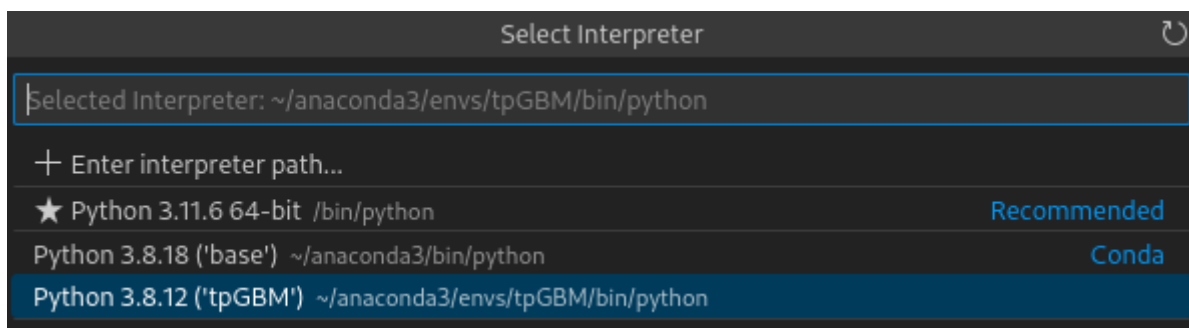 Select Interpreter
Selected Interpreter: ~/anaconda3/envs/tpGBM/bin/python
+ Enter interpreter path...
★ Python 3.11.6 64-bit /bin/python Recommended
Python 3.8.18 ('base') ~/anaconda3/bin/python Conda
Python 3.8.12 ('tpGBM') ~/anaconda3/envs/tpGBM/bin/python